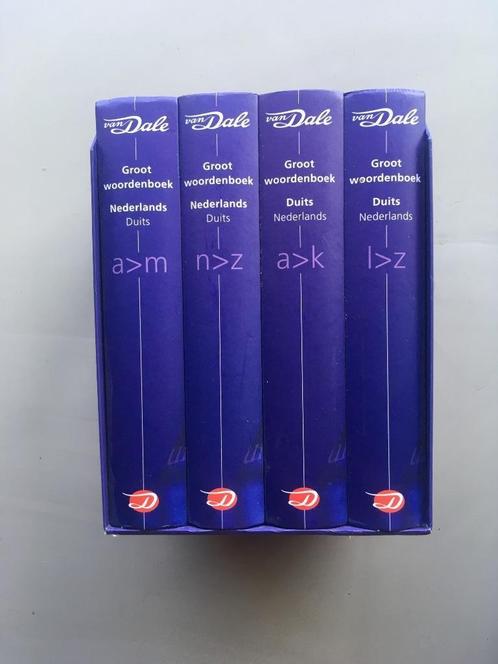 van Dale
Groot
woordenboek
Nederlands
Duits
a>m
D
van Dale
Groot
woordenboek
Nederlands
Duits
n>z
D
van Dale
Groot
woordenboek
Duits
Nederlands
a>k
D
van Dale
Groot
woordenboek
Duits
Nederlands
l>z
D